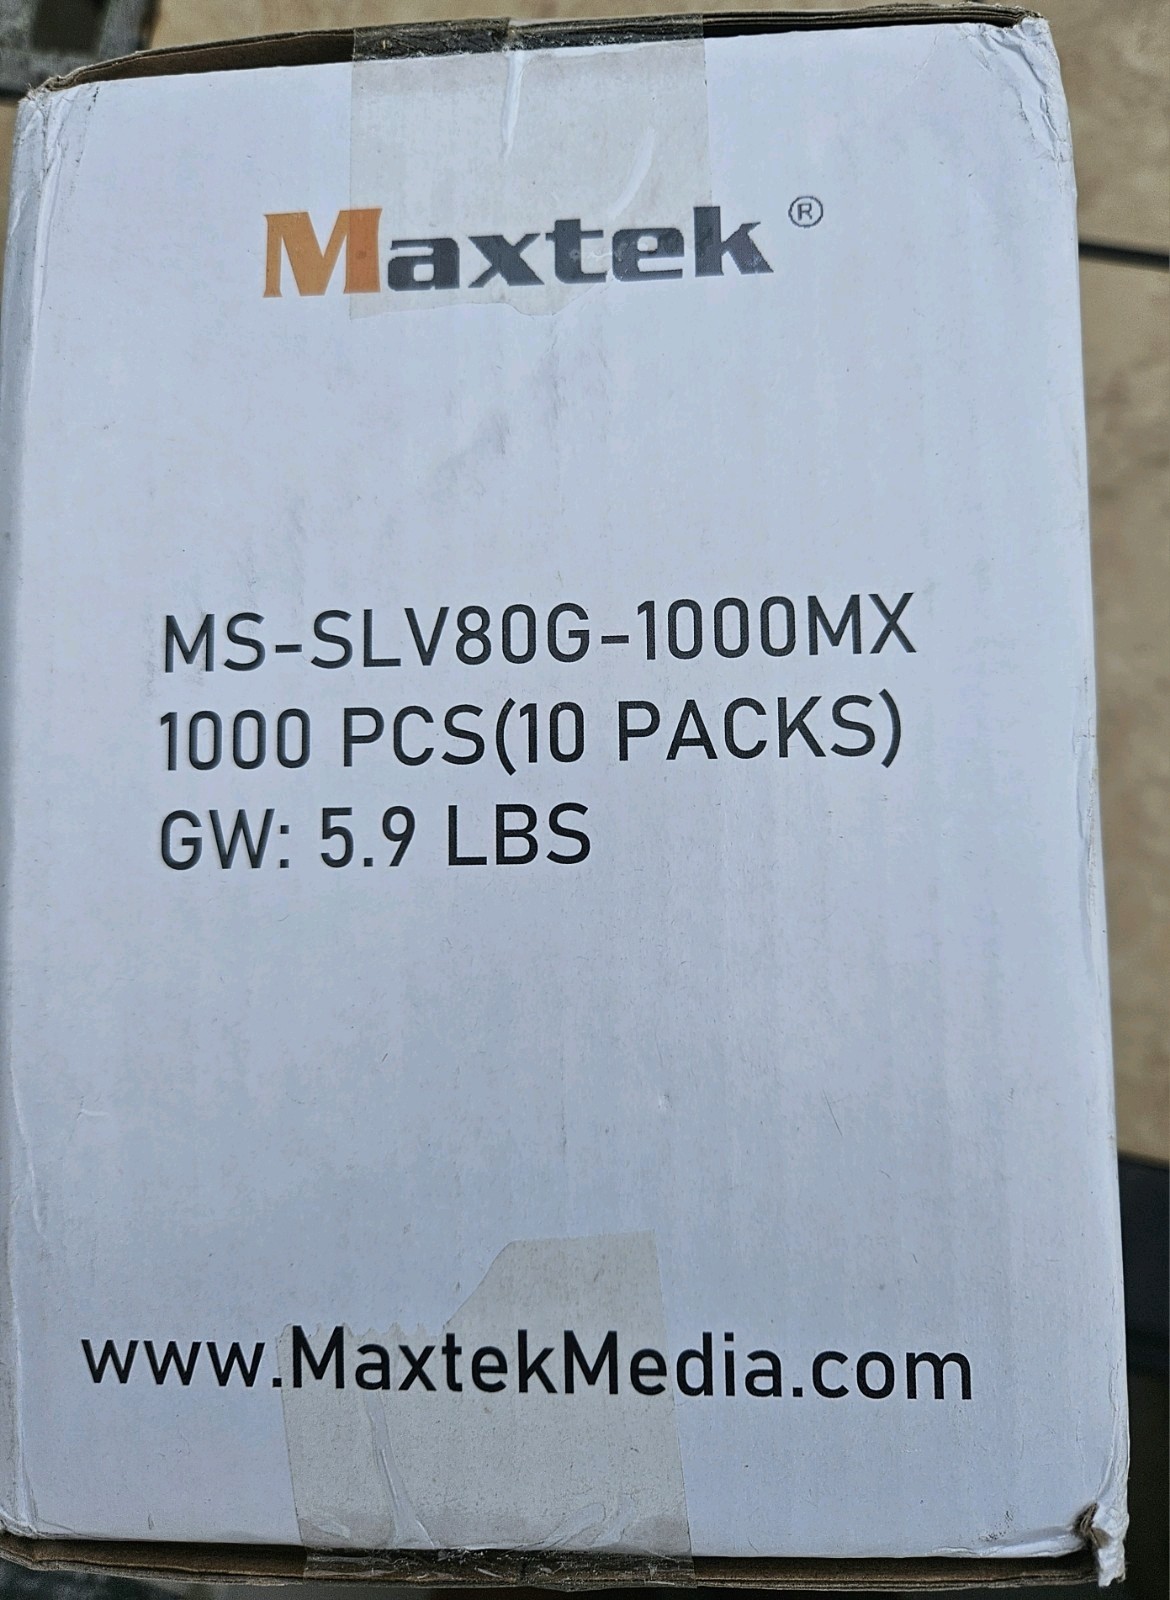 Maxtek ®
MS-SLV80G-1000MX
1000 PCS(10 PACKS)
GW: 5.9 LBS
www.MaxtekMedia.com